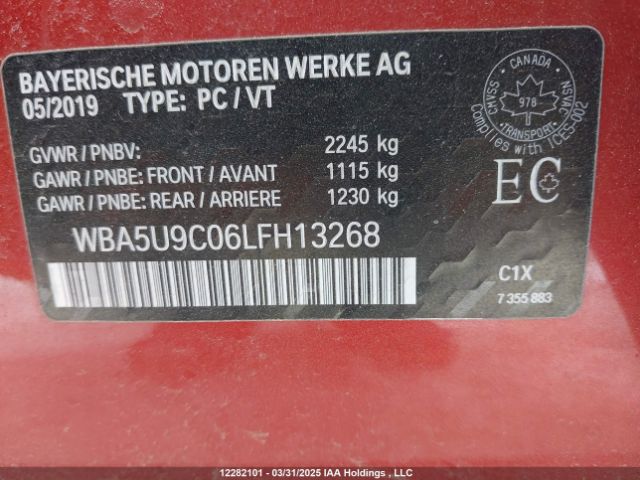 BAYERISCHE MOTOREN WERKE AG
05/2019 TYPE: PC / VT
GVWR / PNBV: 2245 kg
GAWR / PNBE: FRONT / AVANT 1115 kg
GAWR / PNBE: REAR / ARRIERE 1230 kg
WBA5U9C06LFH13268
CANADA
CMVSS
NSVAC
978
TRANSPORT
Complies with ICES-002
EC
C1X
7 355 883
12282101 - 03/31/2025 IAA Holdings , LLC